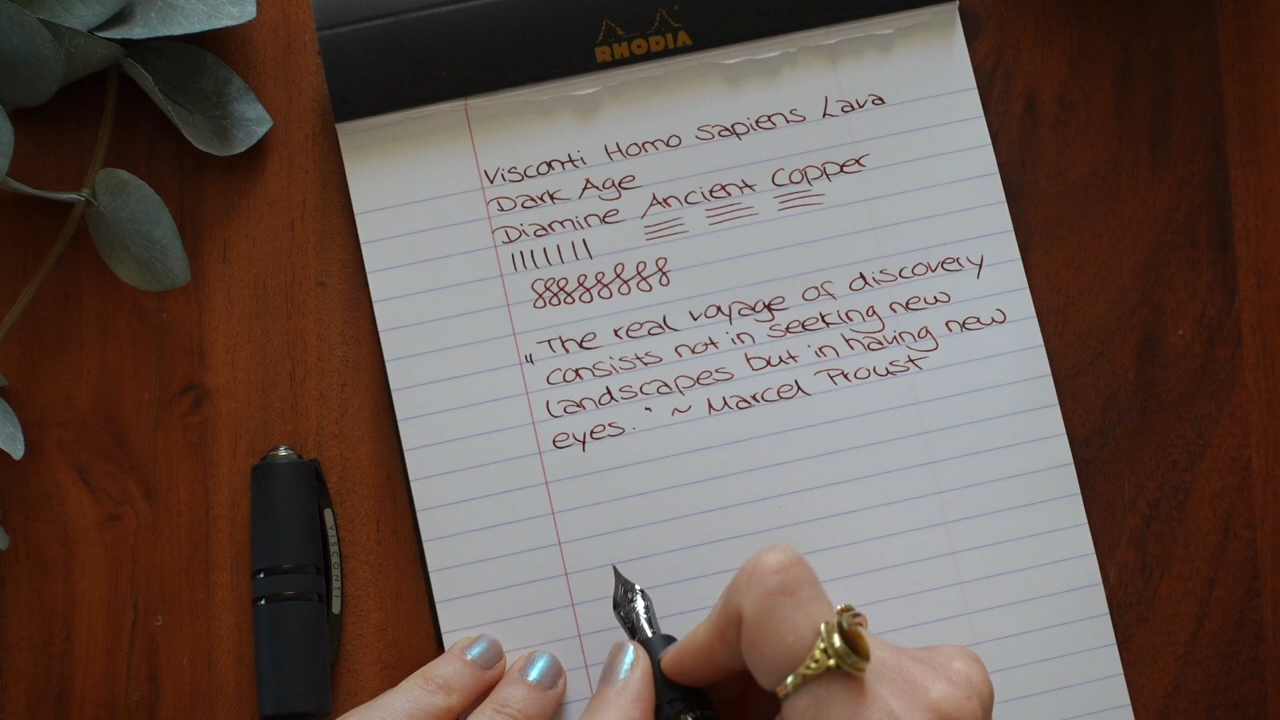 RHODIA
Visconti Homo Sapiens Lava
Dark Age
Diamine Ancient Copper
"The real voyage of discovery
consists not in seeking new
landscapes but in having new
eyes." ~ Marcel Proust
VISCONTI